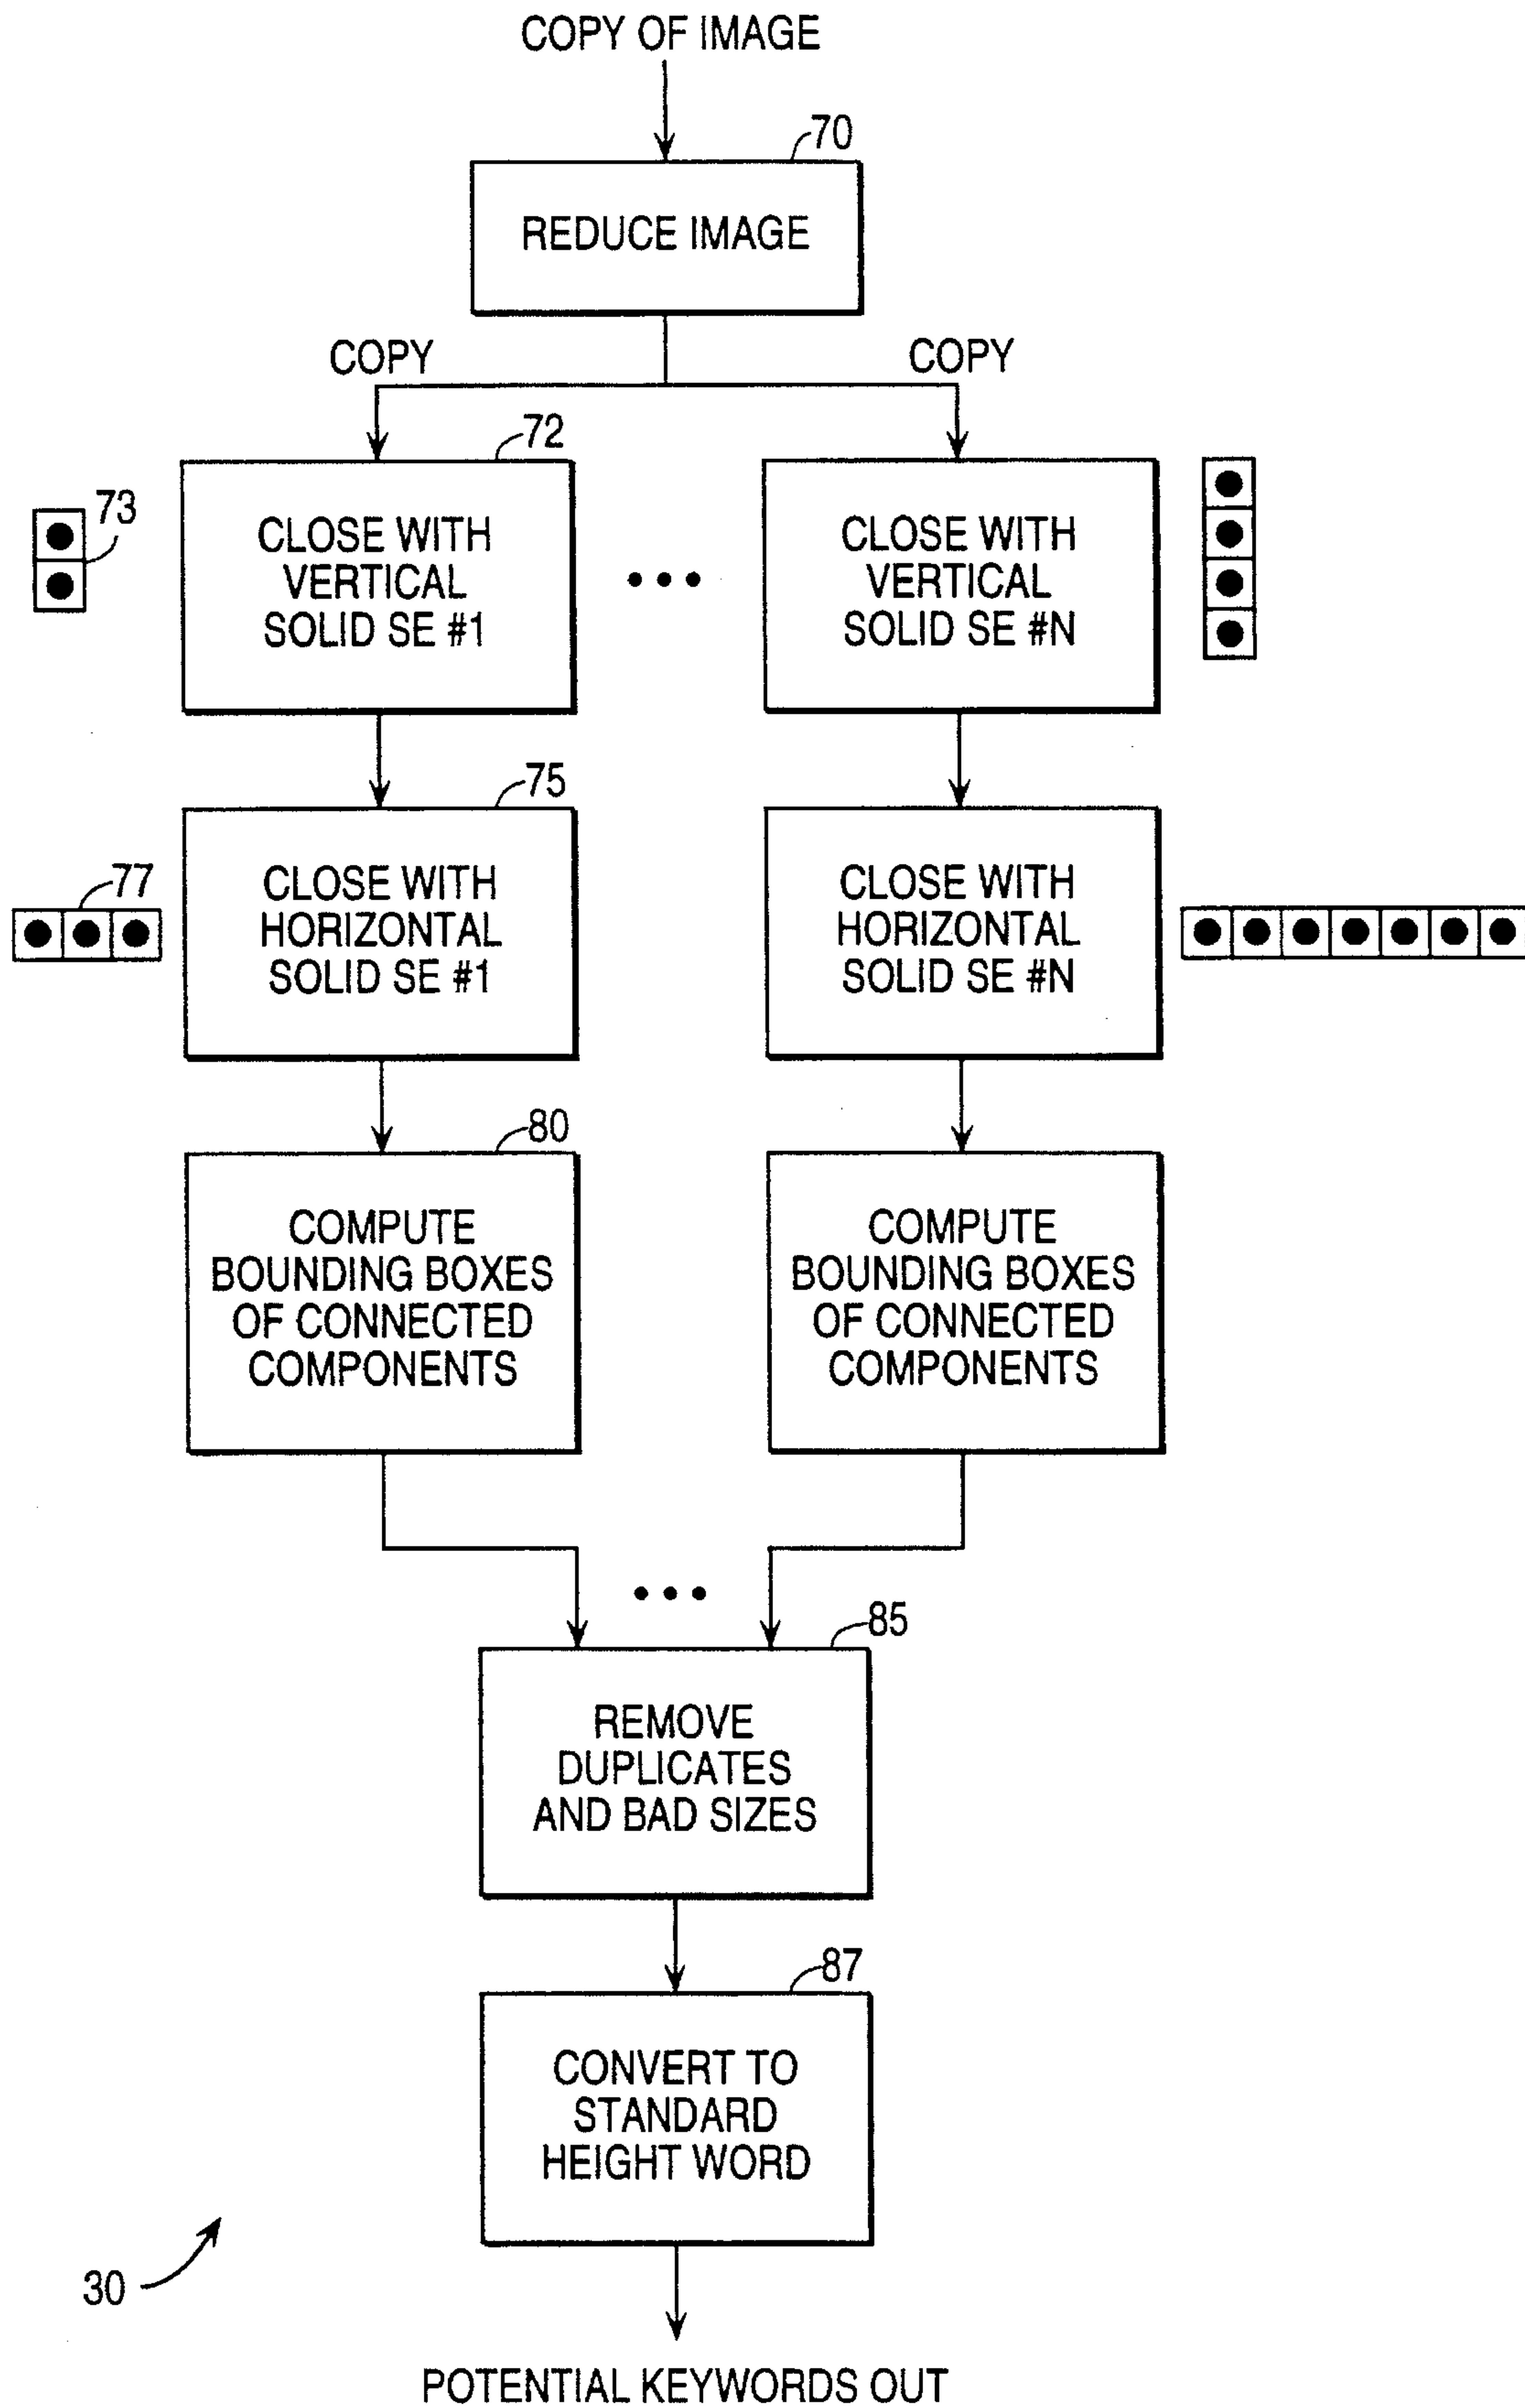 COPY OF IMAGE
70
REDUCE IMAGE
COPY
COPY
72
73
CLOSE WITH
VERTICAL
SOLID SE #1
CLOSE WITH
VERTICAL
SOLID SE #N
75
77
CLOSE WITH
HORIZONTAL
SOLID SE #1
CLOSE WITH
HORIZONTAL
SOLID SE #N
80
COMPUTE
BOUNDING BOXES
OF CONNECTED
COMPONENTS
COMPUTE
BOUNDING BOXES
OF CONNECTED
COMPONENTS
85
REMOVE
DUPLICATES
AND BAD SIZES
87
CONVERT TO
STANDARD
HEIGHT WORD
30
POTENTIAL KEYWORDS OUT